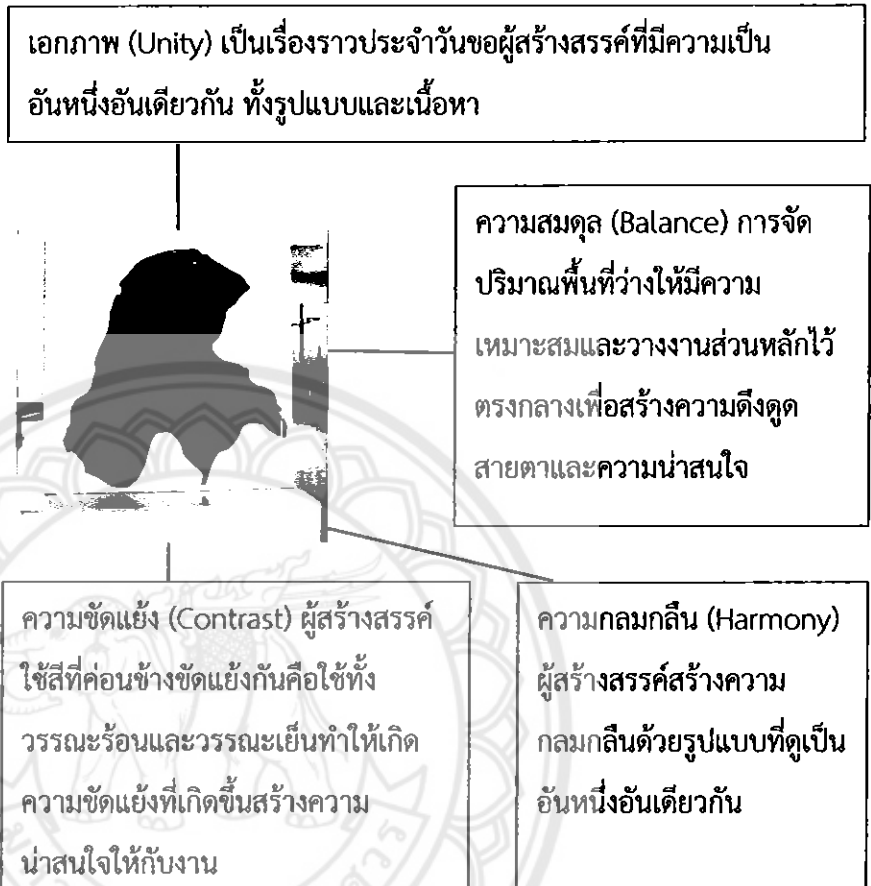 เอกภาพ (Unity) เป็นเรื่องราวประจำวันขอผู้สร้างสรรค์ที่มีความเป็น
อันหนึ่งอันเดียวกัน ทั้งรูปแบบและเนื้อหา
ความสมดุล (Balance) การจัด
ปริมาณพื้นที่ว่างให้มีความ
เหมาะสมและวางงานส่วนหลักไว้
ตรงกลางเพื่อสร้างความดึงดูด
สายตาและความน่าสนใจ
ความขัดแย้ง (Contrast) ผู้สร้างสรรค์
ใช้สีที่ค่อนข้างขัดแย้งกันคือใช้ทั้ง
วรรณะร้อนและวรรณะเย็นทำให้เกิด
ความขัดแย้งที่เกิดขึ้นสร้างความ
น่าสนใจให้กับงาน
ความกลมกลืน (Harmony)
ผู้สร้างสรรค์สร้างความ
กลมกลืนด้วยรูปแบบที่ดูเป็น
อันหนึ่งอันเดียวกัน